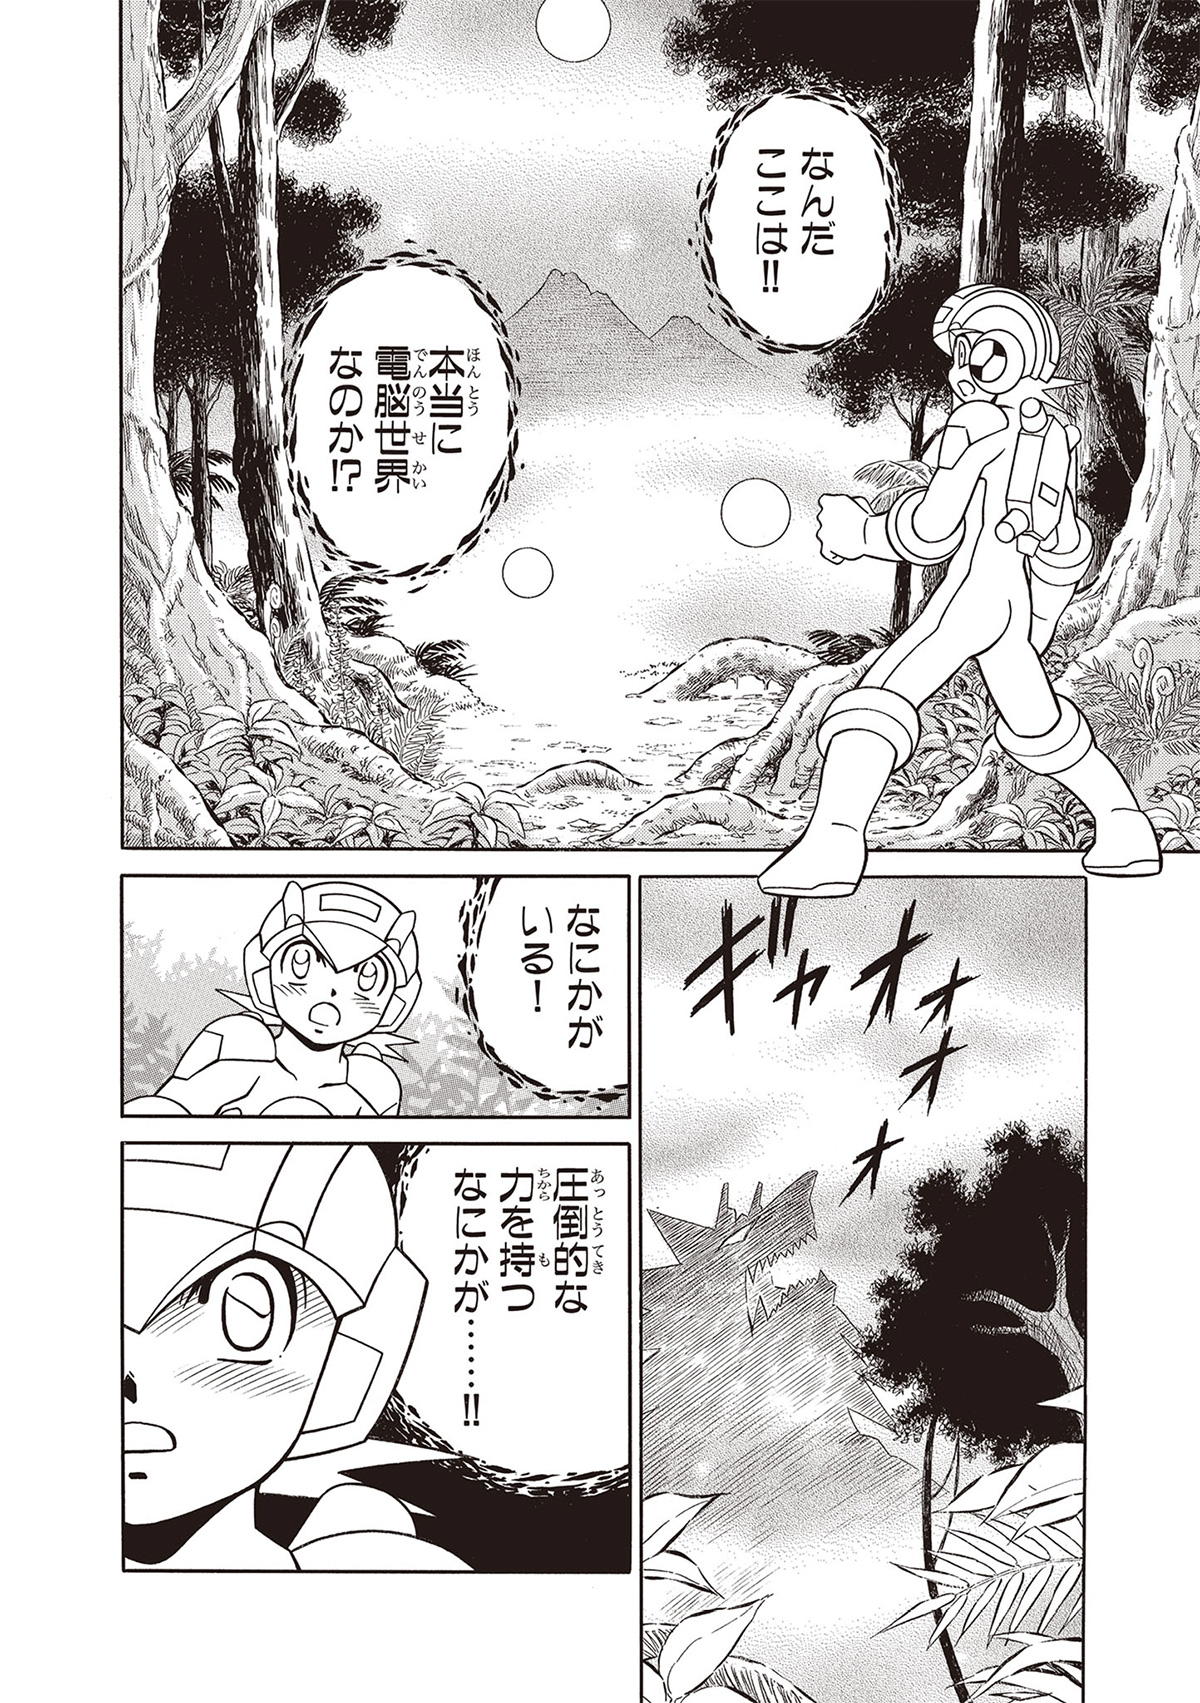 なんだ
ここは!!
本当に
電脳世界
なのか!?
ギャオオオオ
なにかが
いる!
圧倒的な
力を持つ
なにかが……!!